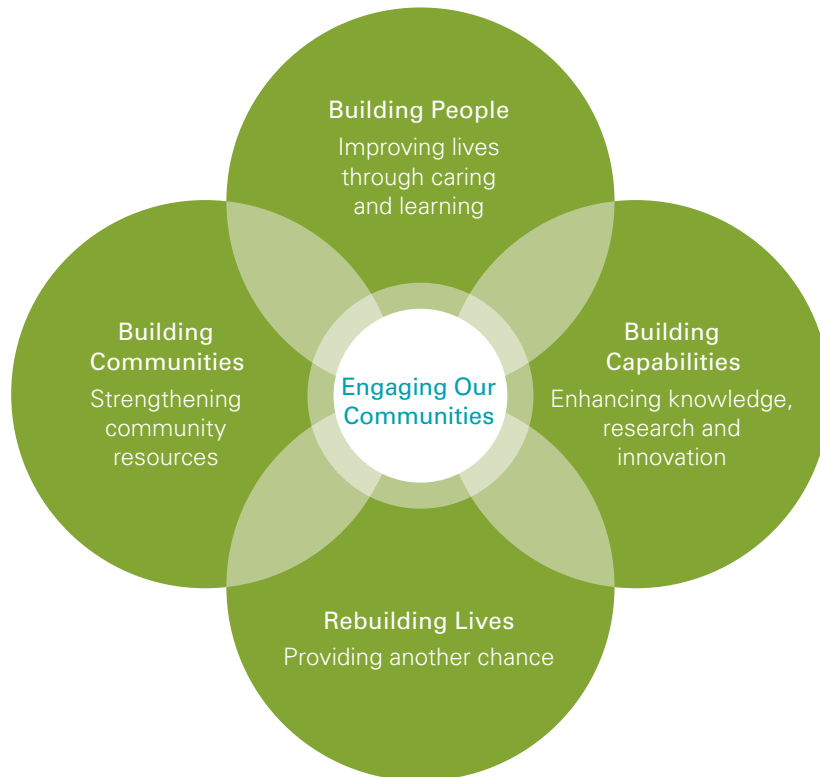 Building People
Improving lives
through caring
and learning
Building
Communities
Strengthening
community
resources
Engaging Our
Communities
Building
Capabilities
Enhancing knowledge,
research and
innovation
Rebuilding Lives
Providing another chance